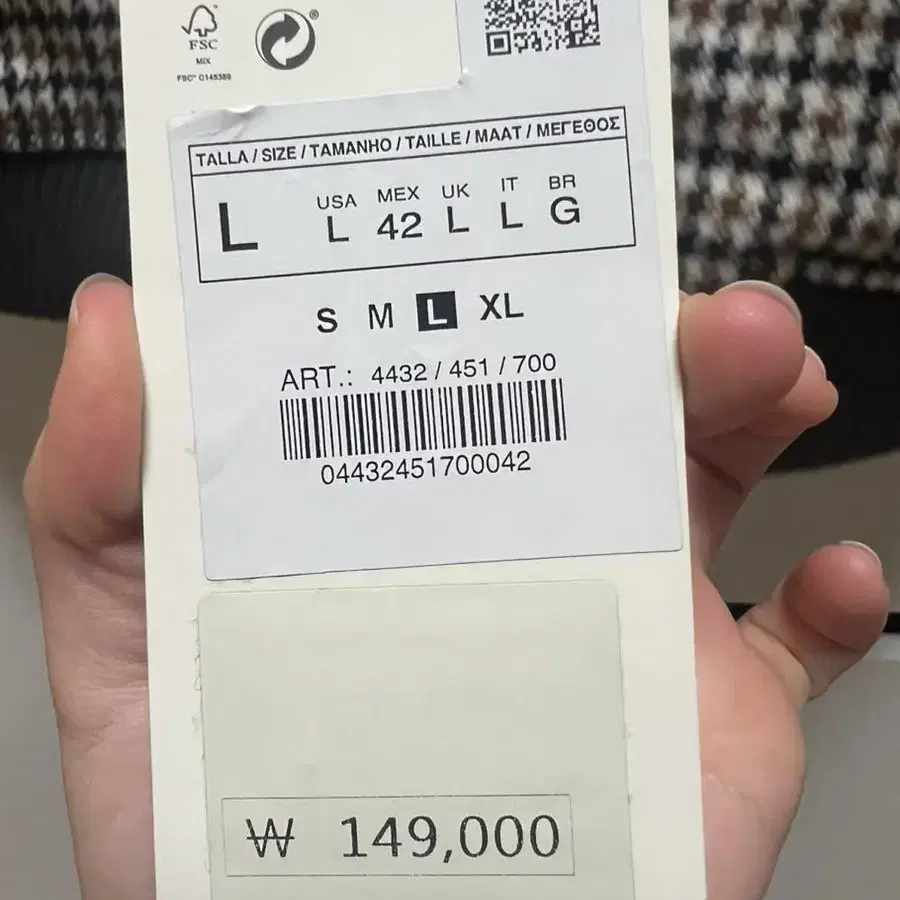 FSC
MIX
FSC® C145389
®
TALLA / SIZE / TAMANHO / TAILLE / MAAT / ΜΕΓΕΘΟΣ
L
USA MEX UK IT BR
L 42 L L G
S M L XL
ART.: 4432 / 451 / 700
04432451700042
₩ 149,000